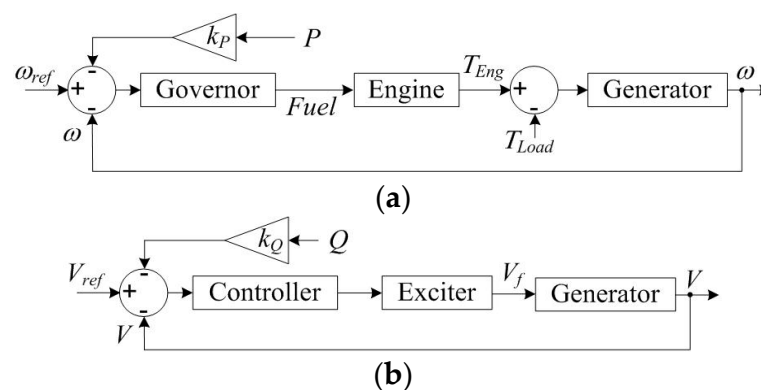 k_P P
ω_ref + - - Governor Fuel Engine T_Eng - T_Load Generator ω
ω
(a)
k_Q Q
V_ref + - - Controller Exciter V_f Generator V
V
(b)